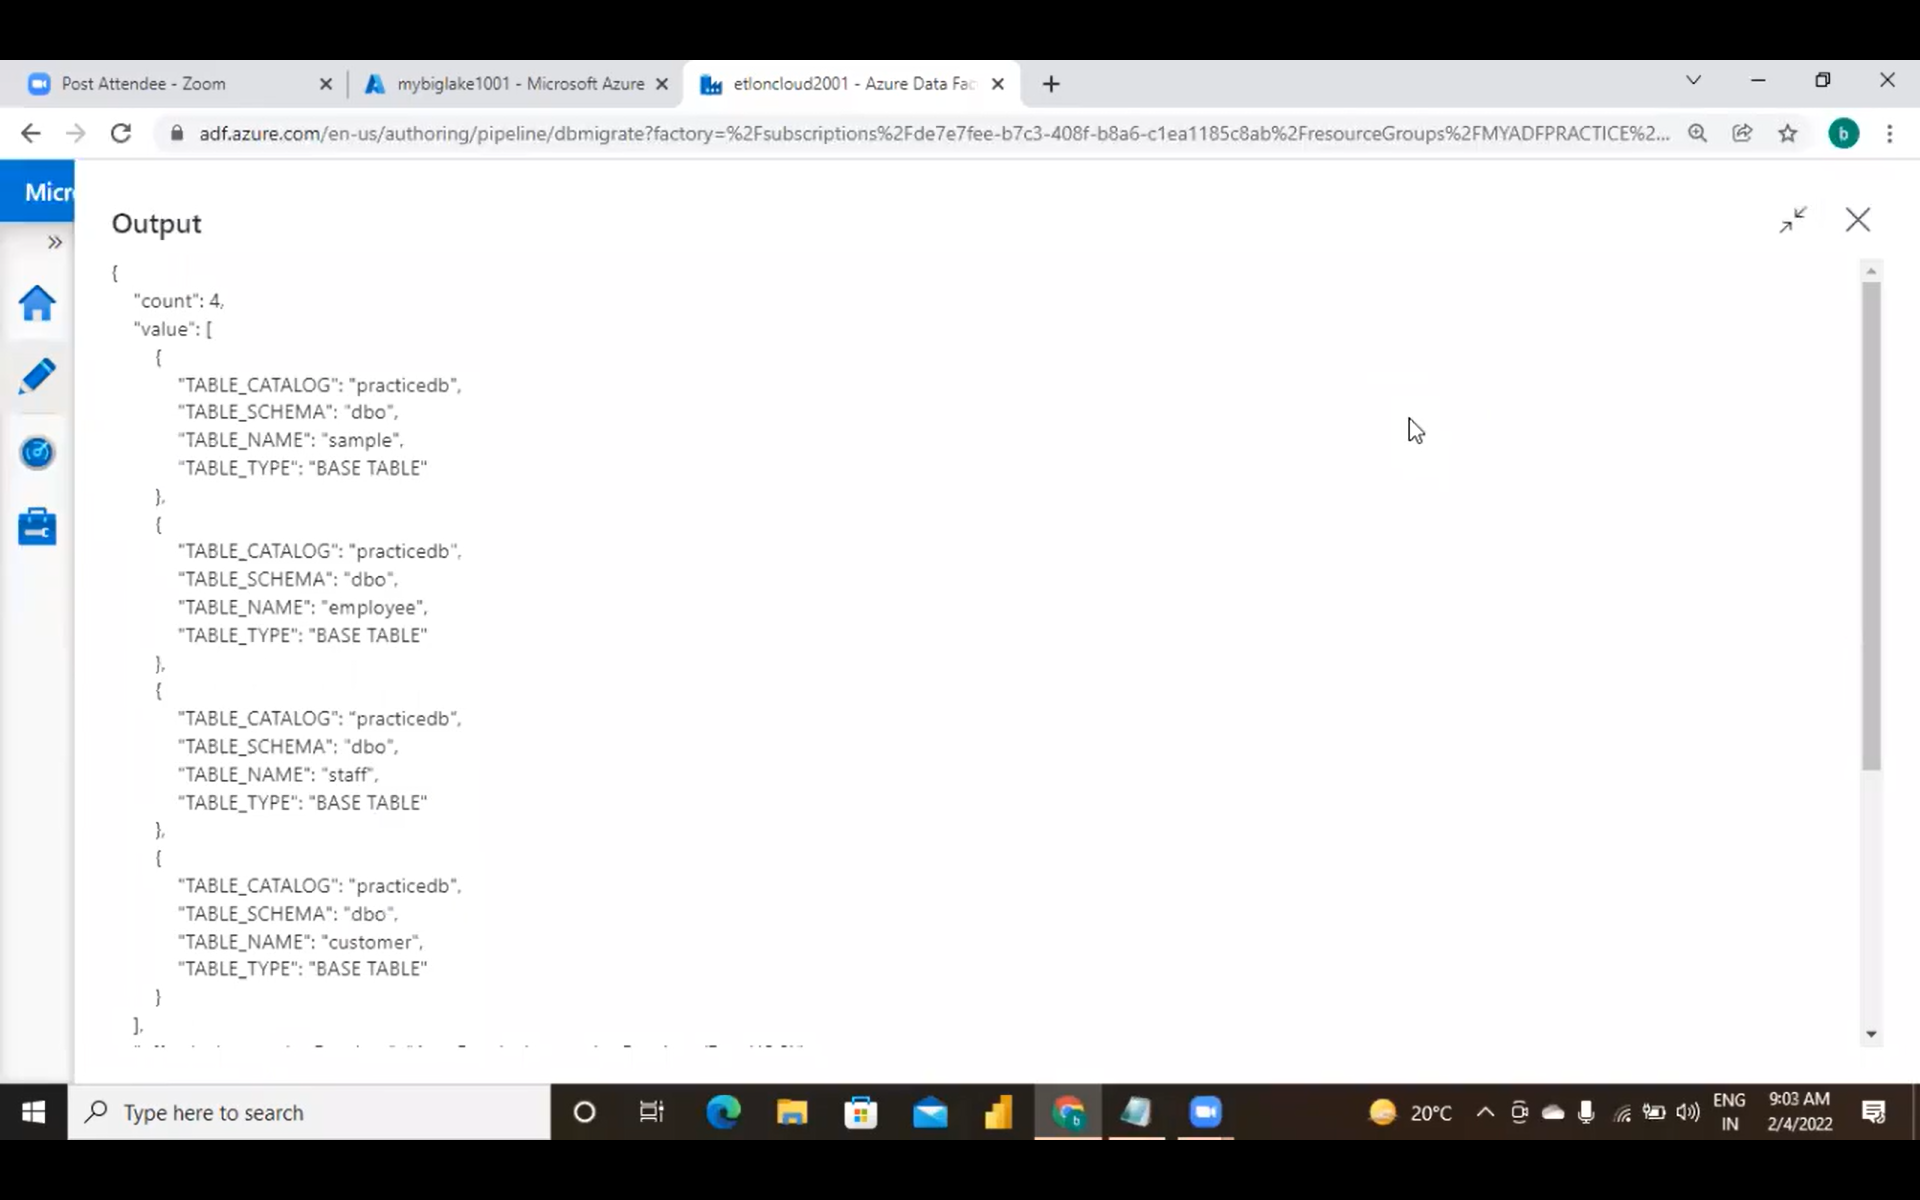 Post Attendee - Zoom
mybiglake1001 - Microsoft Azure
etloncloud2001 - Azure Data Fac
adf.azure.com/en-us/authoring/pipeline/dbmigrate?factory=%2Fsubscriptions%2Fde7e7fee-b7c3-408f-b8a6-c1ea1185c8ab%2FresourceGroups%2FMYADFPRACTICE%2...
b
Micr
Output
{
"count": 4,
"value": [
{
"TABLE_CATALOG": "practicedb",
"TABLE_SCHEMA": "dbo",
"TABLE_NAME": "sample",
"TABLE_TYPE": "BASE TABLE"
},
{
"TABLE_CATALOG": "practicedb",
"TABLE_SCHEMA": "dbo",
"TABLE_NAME": "employee",
"TABLE_TYPE": "BASE TABLE"
},
{
"TABLE_CATALOG": "practicedb",
"TABLE_SCHEMA": "dbo",
"TABLE_NAME": "staff",
"TABLE_TYPE": "BASE TABLE"
},
{
"TABLE_CATALOG": "practicedb",
"TABLE_SCHEMA": "dbo",
"TABLE_NAME": "customer",
"TABLE_TYPE": "BASE TABLE"
}
],
Type here to search
20°C
ENG
IN
9:03 AM
2/4/2022